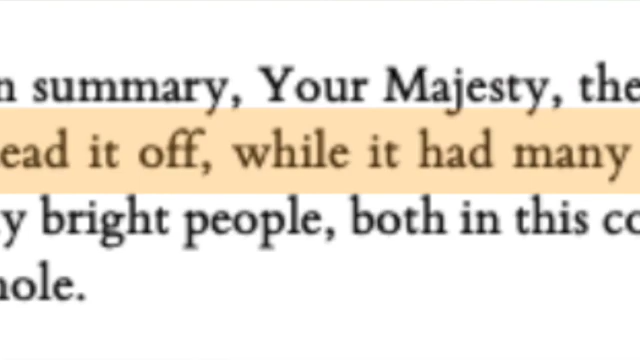 n summary, Your Majesty, the
ead it off, while it had many
y bright people, both in this co
hole.